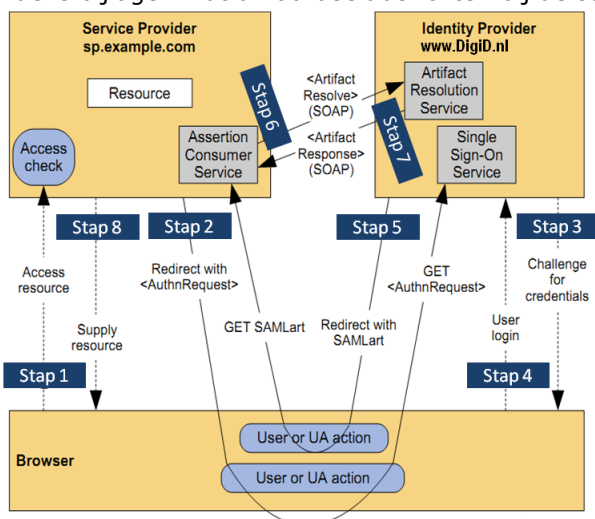 Service Provider
sp.example.com
Identity Provider
www.DigiD.nl
Resource
Access
check
Assertion
Consumer
Service
Stap 6
<Artifact
Resolve>
(SOAP)
<Artifact
Response>
(SOAP)
Stap 7
Artifact
Resolution
Service
Single
Sign-On
Service
Stap 8
Stap 2
Stap 5
Stap 3
Access
resource
Redirect with
<AuthnRequest>
GET
<AuthnRequest>
Challenge
for
credentials
Supply
resource
GET SAMLart
Redirect with
SAMLart
User
login
Stap 1
Stap 4
Browser
User or UA action
User or UA action